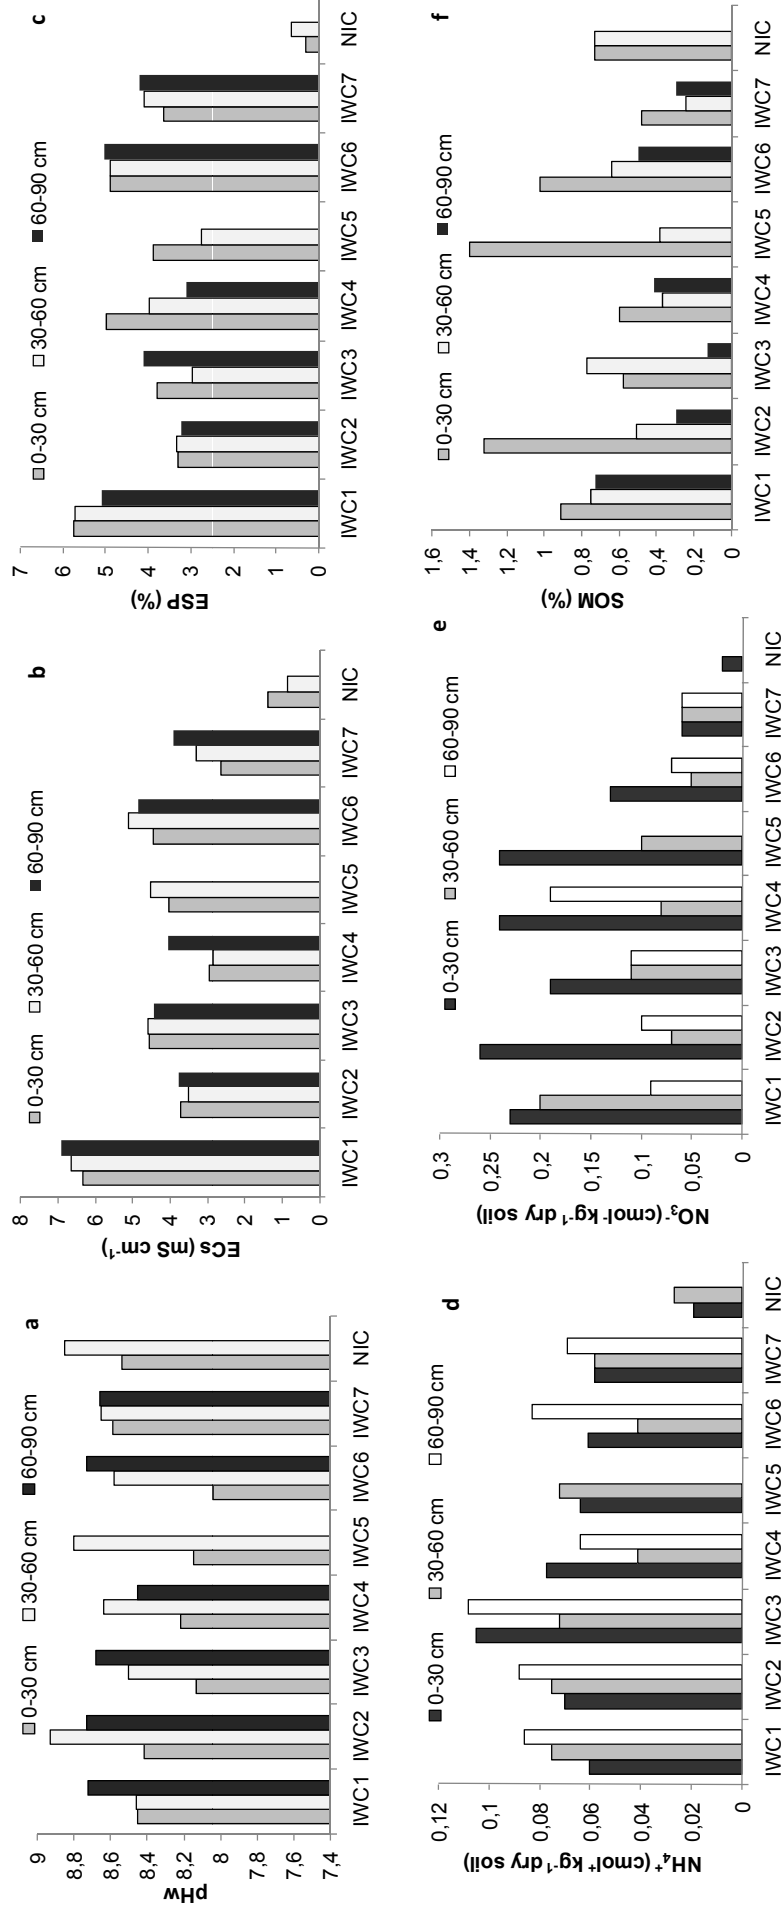 a
0-30 cm 30-60 cm 60-90 cm
9
8,8
8,6
8,4
8,2
8
7,8
7,6
7,4
pHw
IWC1 IWC2 IWC3 IWC4 IWC5 IWC6 IWC7 NIC
b
0-30 cm 30-60 cm 60-90 cm
8
7
6
5
4
3
2
1
0
ECs (mS cm-1)
IWC1 IWC2 IWC3 IWC4 IWC5 IWC6 IWC7 NIC
c
0-30 cm 30-60 cm 60-90 cm
7
6
5
4
3
2
1
0
ESP (%)
IWC1 IWC2 IWC3 IWC4 IWC5 IWC6 IWC7 NIC
d
0-30 cm 30-60 cm 60-90 cm
0,12
0,1
0,08
0,06
0,04
0,02
0
NH4+ (cmol+ kg-1 dry soil)
IWC1 IWC2 IWC3 IWC4 IWC5 IWC6 IWC7 NIC
e
0-30 cm 30-60 cm 60-90 cm
0,3
0,25
0,2
0,15
0,1
0,05
0
NO3- (cmol- kg-1 dry soil)
IWC1 IWC2 IWC3 IWC4 IWC5 IWC6 IWC7 NIC
f
0-30 cm 30-60 cm 60-90 cm
1,6
1,4
1,2
1
0,8
0,6
0,4
0,2
0
SOM (%)
IWC1 IWC2 IWC3 IWC4 IWC5 IWC6 IWC7 NIC